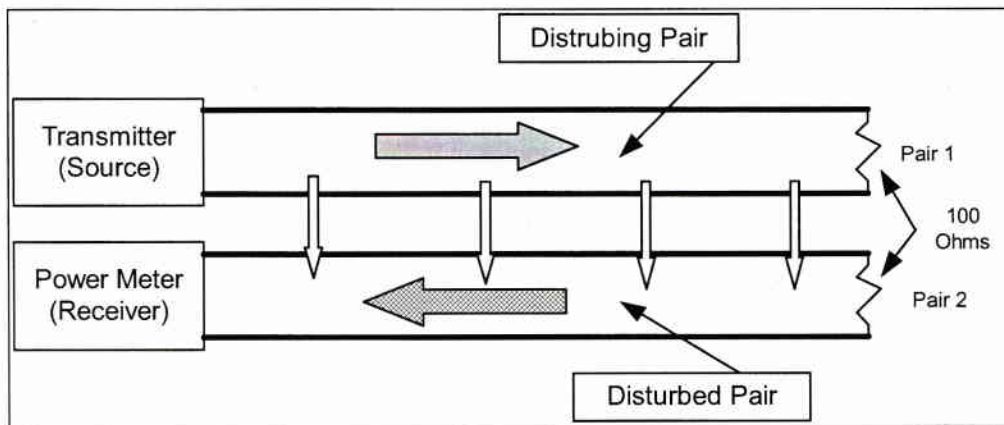 Distrubing Pair
Transmitter
(Source)
Pair 1
100
Ohms
Power Meter
(Receiver)
Pair 2
Disturbed Pair